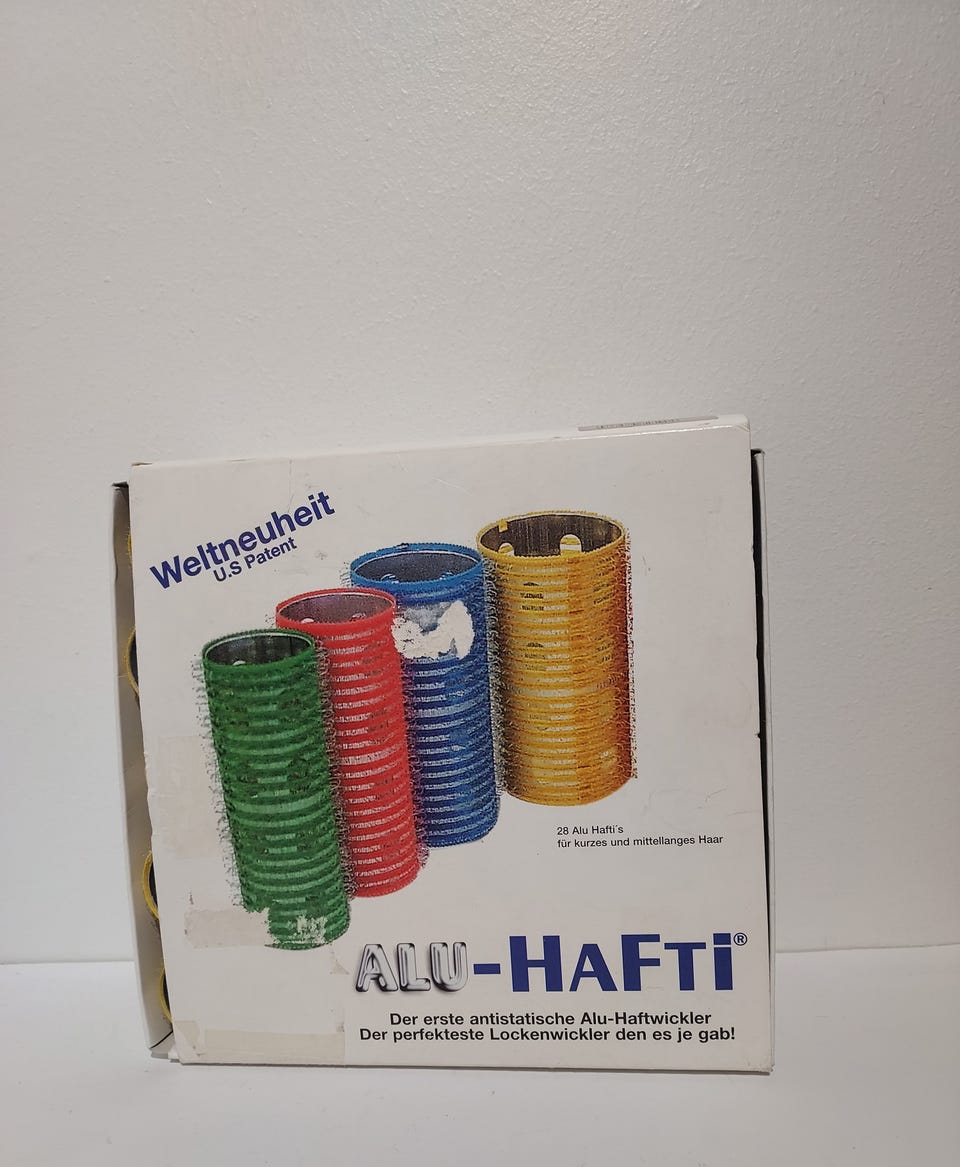 Weltneuheit
U.S Patent
28 Alu Hafti´s
für kurzes und mittellanges Haar
ALU-HAFTi®
Der erste antistatische Alu-Haftwickler
Der perfekteste Lockenwickler den es je gab!